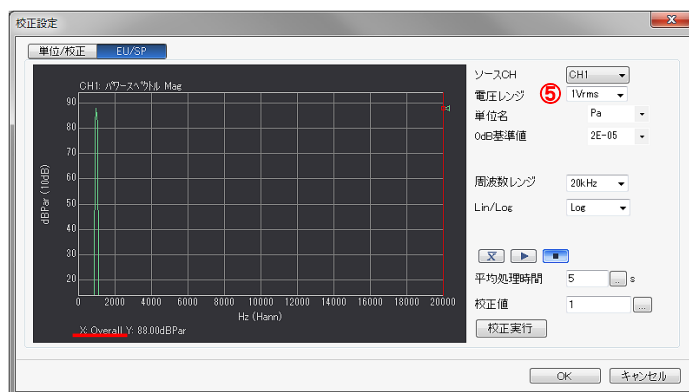 校正設定
単位/校正 EU/SP
CH1: パワースペクトル Mag
90
80
70
60
50
40
30
20
dBPar (10dB)
0 2000 4000 6000 8000 10000 12000 14000 16000 18000 20000
Hz (Hann)
X: Overall Y: 88.00dBPar
ソースCH CH1
電圧レンジ ⑤ 1Vrms
単位名 Pa
0dB基準値 2E-05
周波数レンジ 20kHz
Lin/Log Log
平均処理時間 5 ... s
校正値 1 ...
校正実行
OK キャンセル